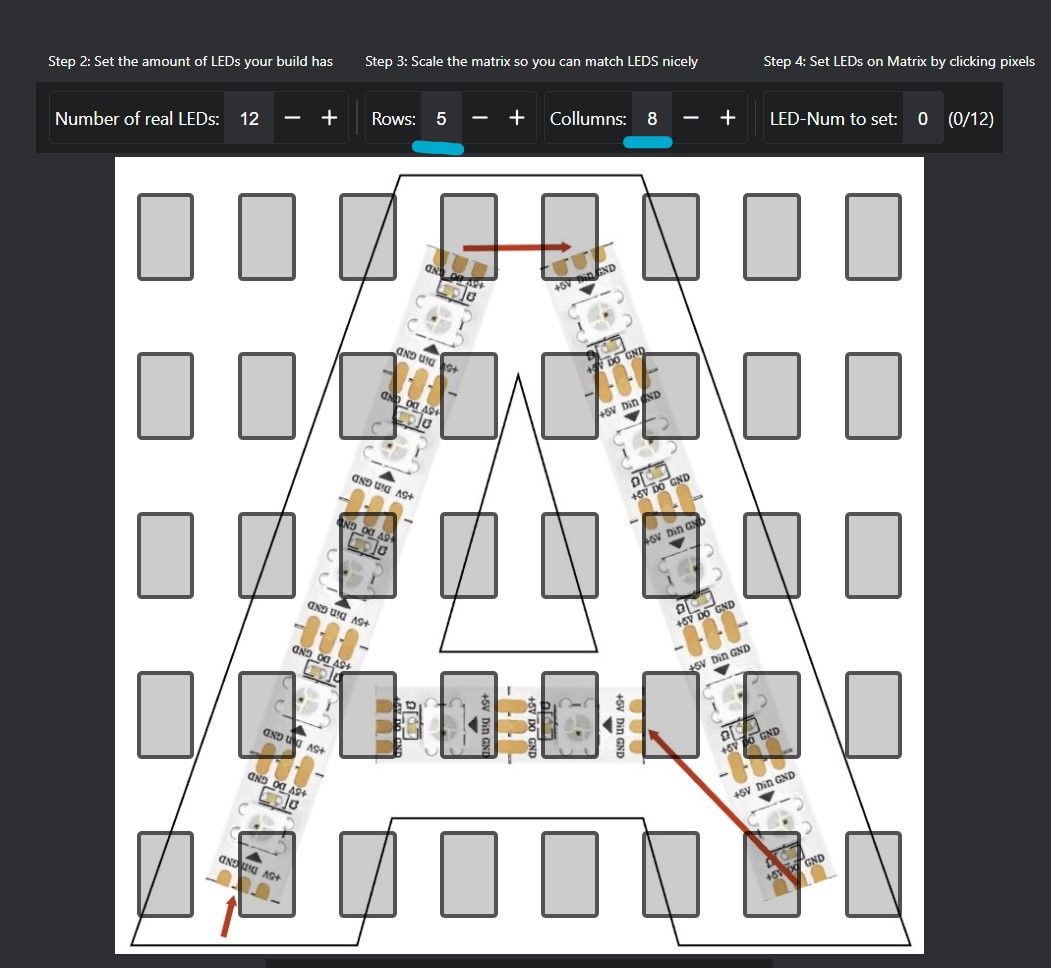 Step 2: Set the amount of LEDs your build has
Step 3: Scale the matrix so you can match LEDS nicely
Step 4: Set LEDs on Matrix by clicking pixels
Number of real LEDs: 12 − +
Rows: 5 − +
Collumns: 8 − +
LED-Num to set: 0 (0/12)
+5V DO GND
Ω
+5V Din GND
+5V DO GND
Ω
+5V Din GND
+5V DO GND
Ω
+5V Din GND
+5V DO GND
Ω
+5V Din GND
+5V DO GND
Ω
+5V Din GND
+5V Din GND
Ω
+5V DO GND
+5V Din GND
Ω
+5V DO GND
+5V Din GND
Ω
+5V DO GND
+5V Din GND
Ω
+5V DO GND
+5V Din GND
Ω
+5V DO GND
+5V DO GND
Ω
+5V Din GND
+5V DO GND
Ω
+5V Din GND